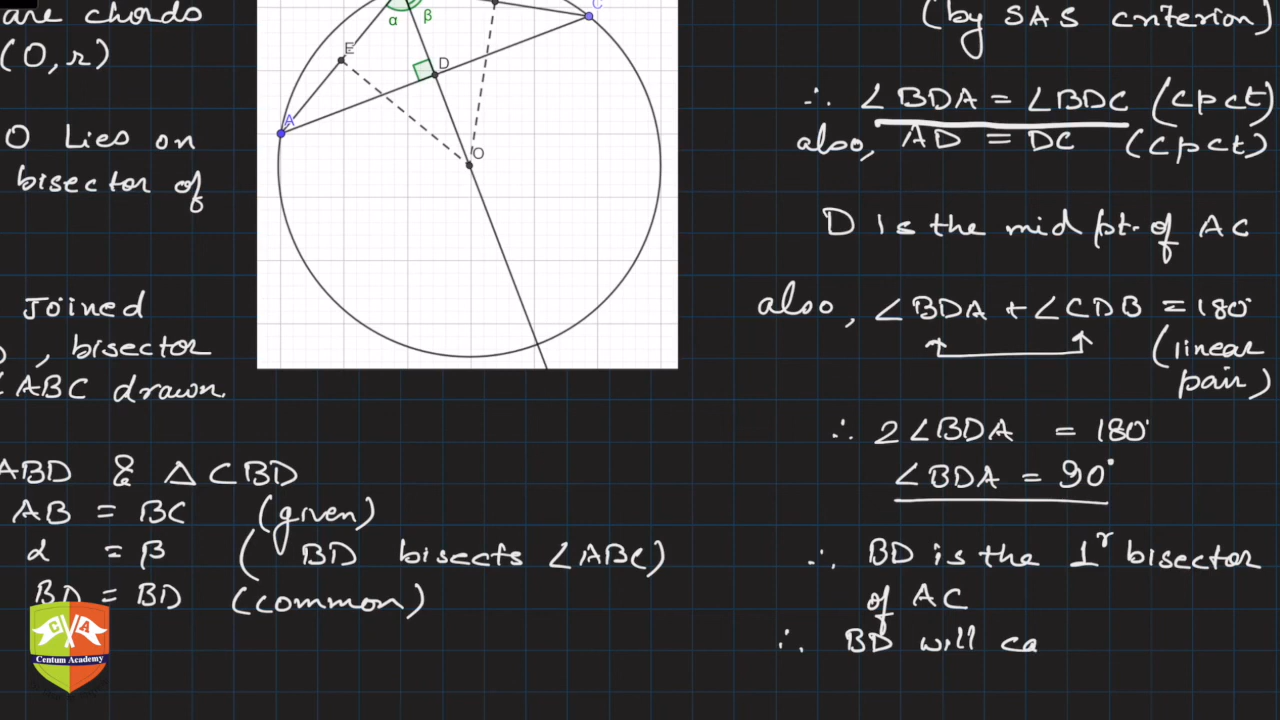 are chords
(O, r)
O Lies on
bisector of
Joined
, bisector
ABC drawn.
ABD & △ CBD
AB = BC (given)
α = β ( BD bisects ∠ABC)
BD = BD (common)
α β
C
E
D
A
O
(by SAS criterion)
∴ ∠BDA = ∠BDC (cpct)
also, AD = DC (cpct)
D is the mid pt. of AC
also, ∠BDA + ∠CDB = 180°
(linear
pair)
∴ 2∠BDA = 180°
∠BDA = 90°
∴ BD is the ⊥r bisector
of AC
∴ BD will ca
C A
Centum Academy